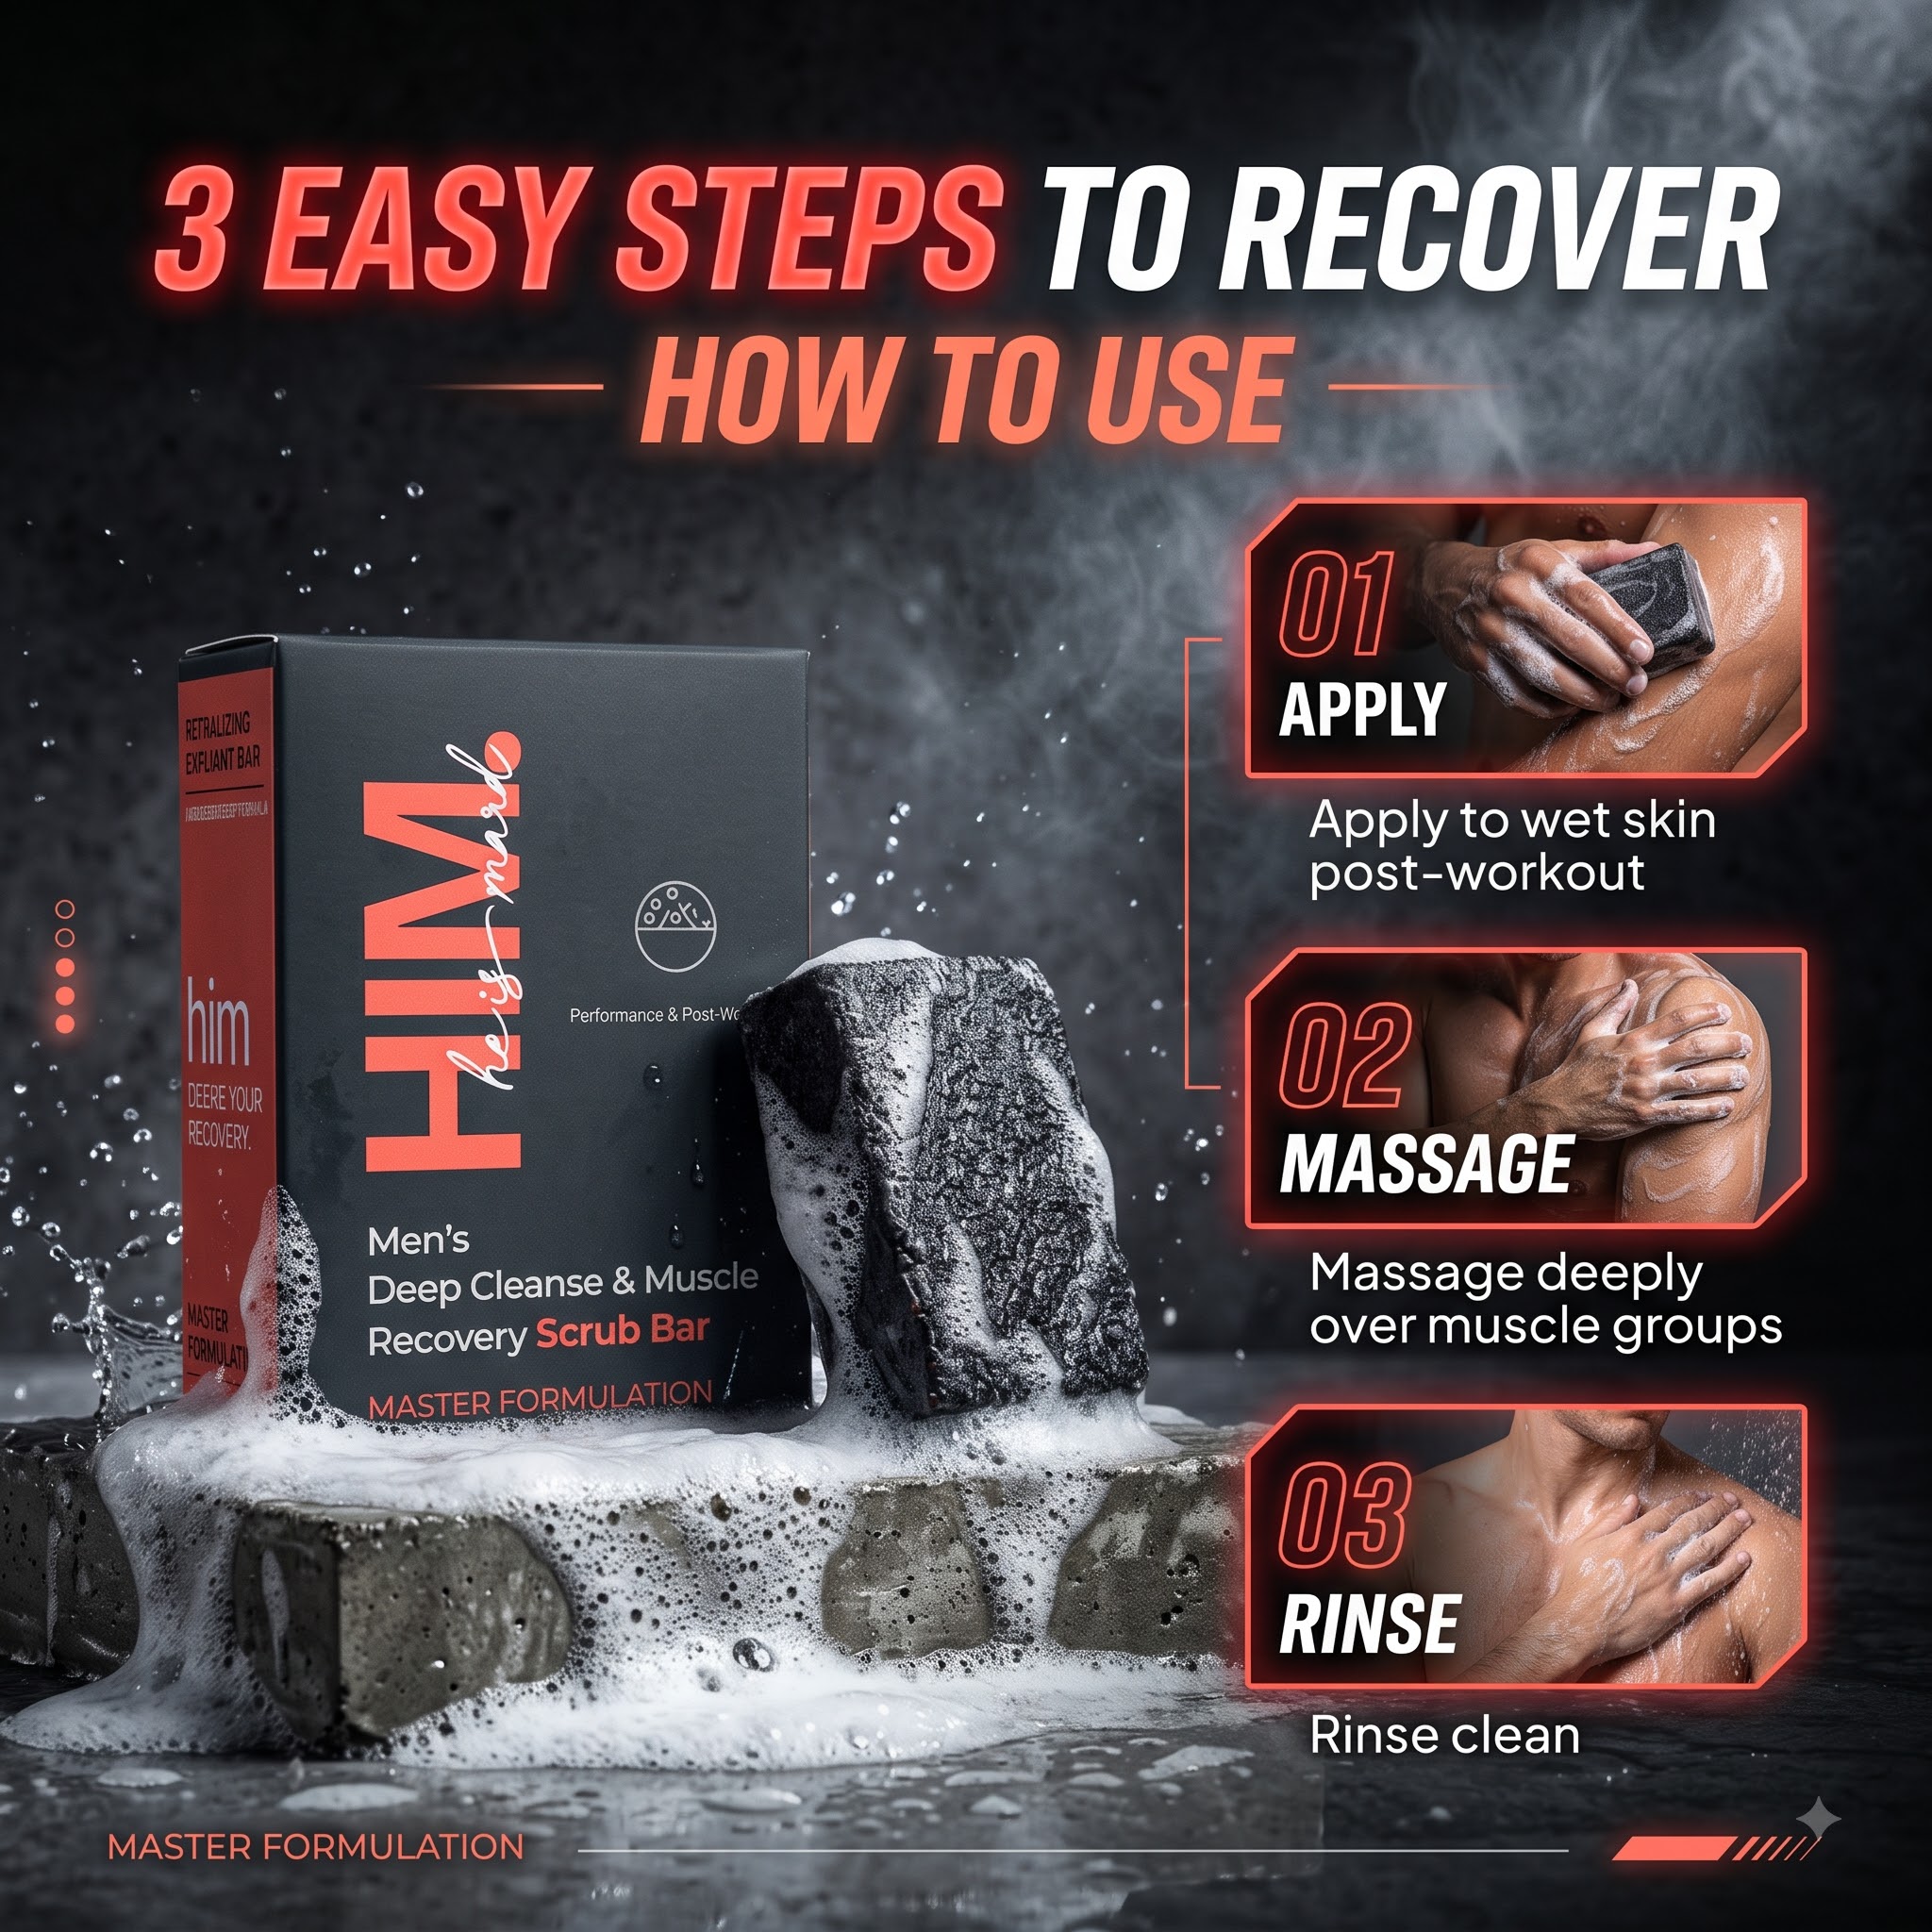 3 EASY STEPS TO RECOVER
HOW TO USE
RETRALIZING
EXFLIANT BAR
him
DEERE YOUR
RECOVERY.
MASTER
FORMULATI
HIM
he is mard
Performance & Post-Wo
Men's
Deep Cleanse & Muscle
Recovery Scrub Bar
MASTER FORMULATION
01
APPLY
Apply to wet skin
post-workout
02
MASSAGE
Massage deeply
over muscle groups
03
RINSE
Rinse clean
MASTER FORMULATION